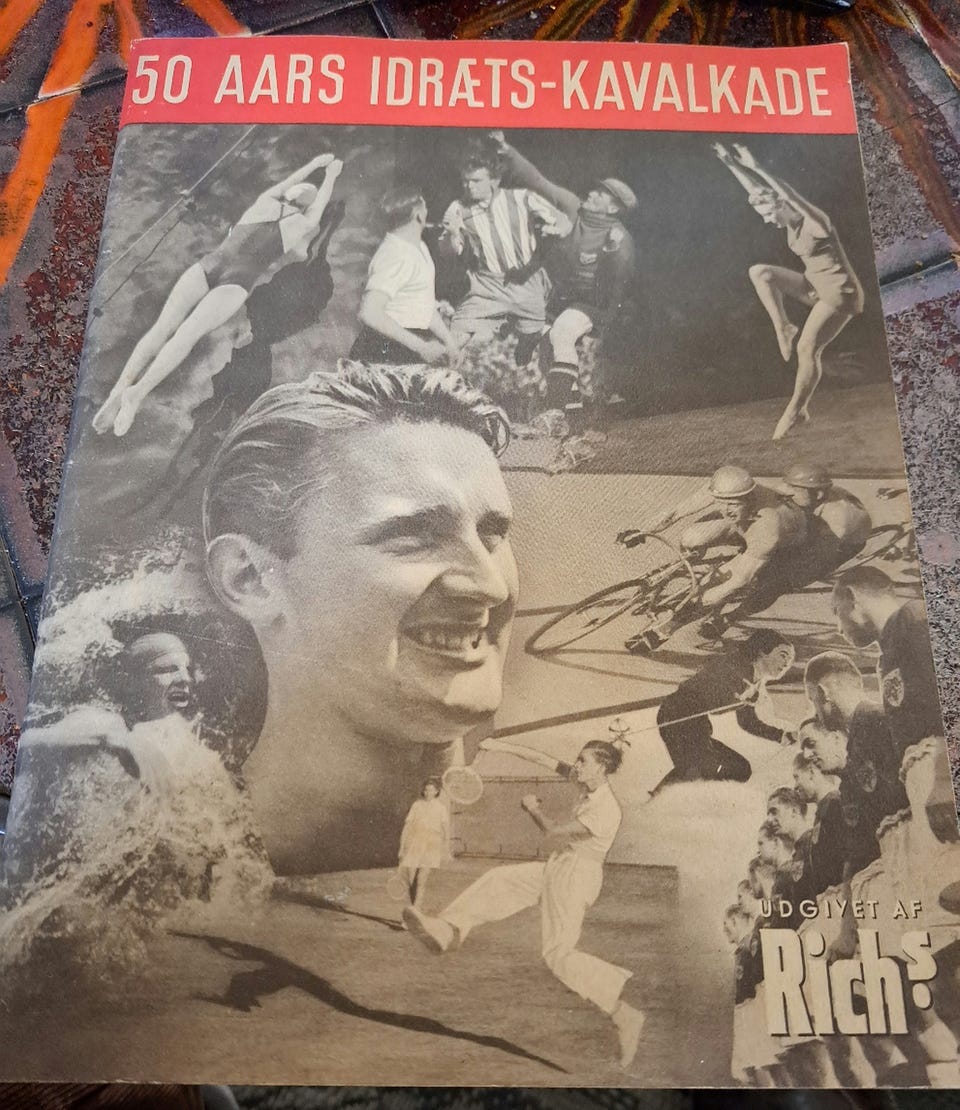 50 AARS IDRÆTS-KAVALKADE
UDGIVET AF
Rich's